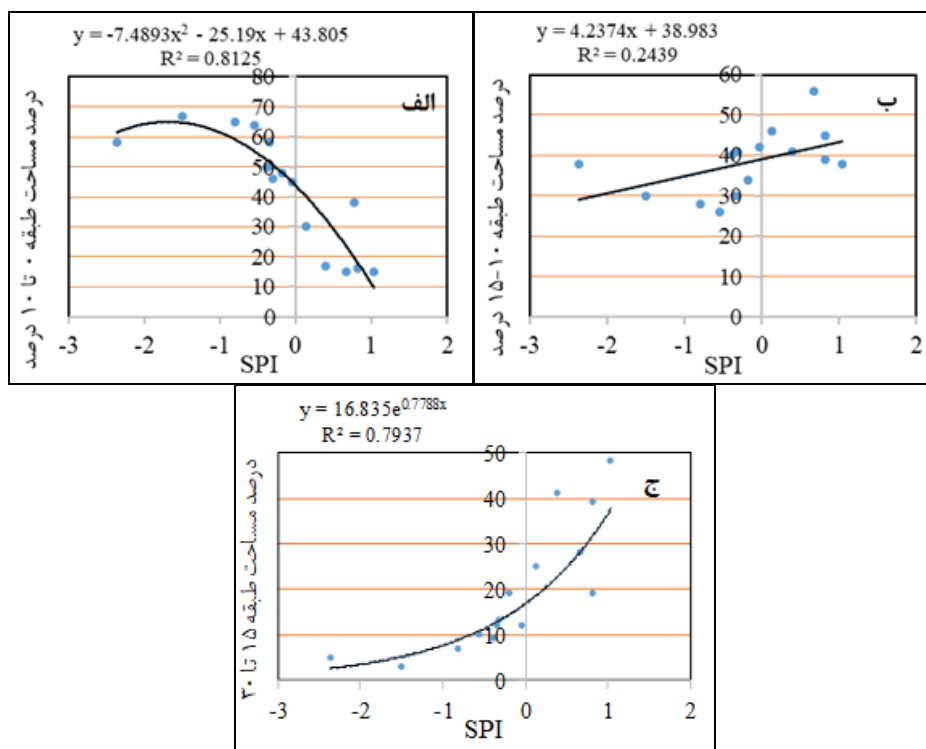 y = -7.4893x² - 25.19x + 43.805
R² = 0.8125
الف
درصد مساحت طبقه ۰ تا ۱۰ درصد
80
70
60
50
40
30
20
10
0
-3 -2 -1 0 1 2
SPI
y = 4.2374x + 38.983
R² = 0.2439
ب
درصد مساحت طبقه ۱۰-۱۵ درصد
60
50
40
30
20
10
0
-3 -2 -1 0 1 2
SPI
y = 16.835e^0.7788x
R² = 0.7937
ج
درصد مساحت طبقه ۱۵ تا ۳۰
50
40
30
20
10
0
-3 -2 -1 0 1 2
SPI